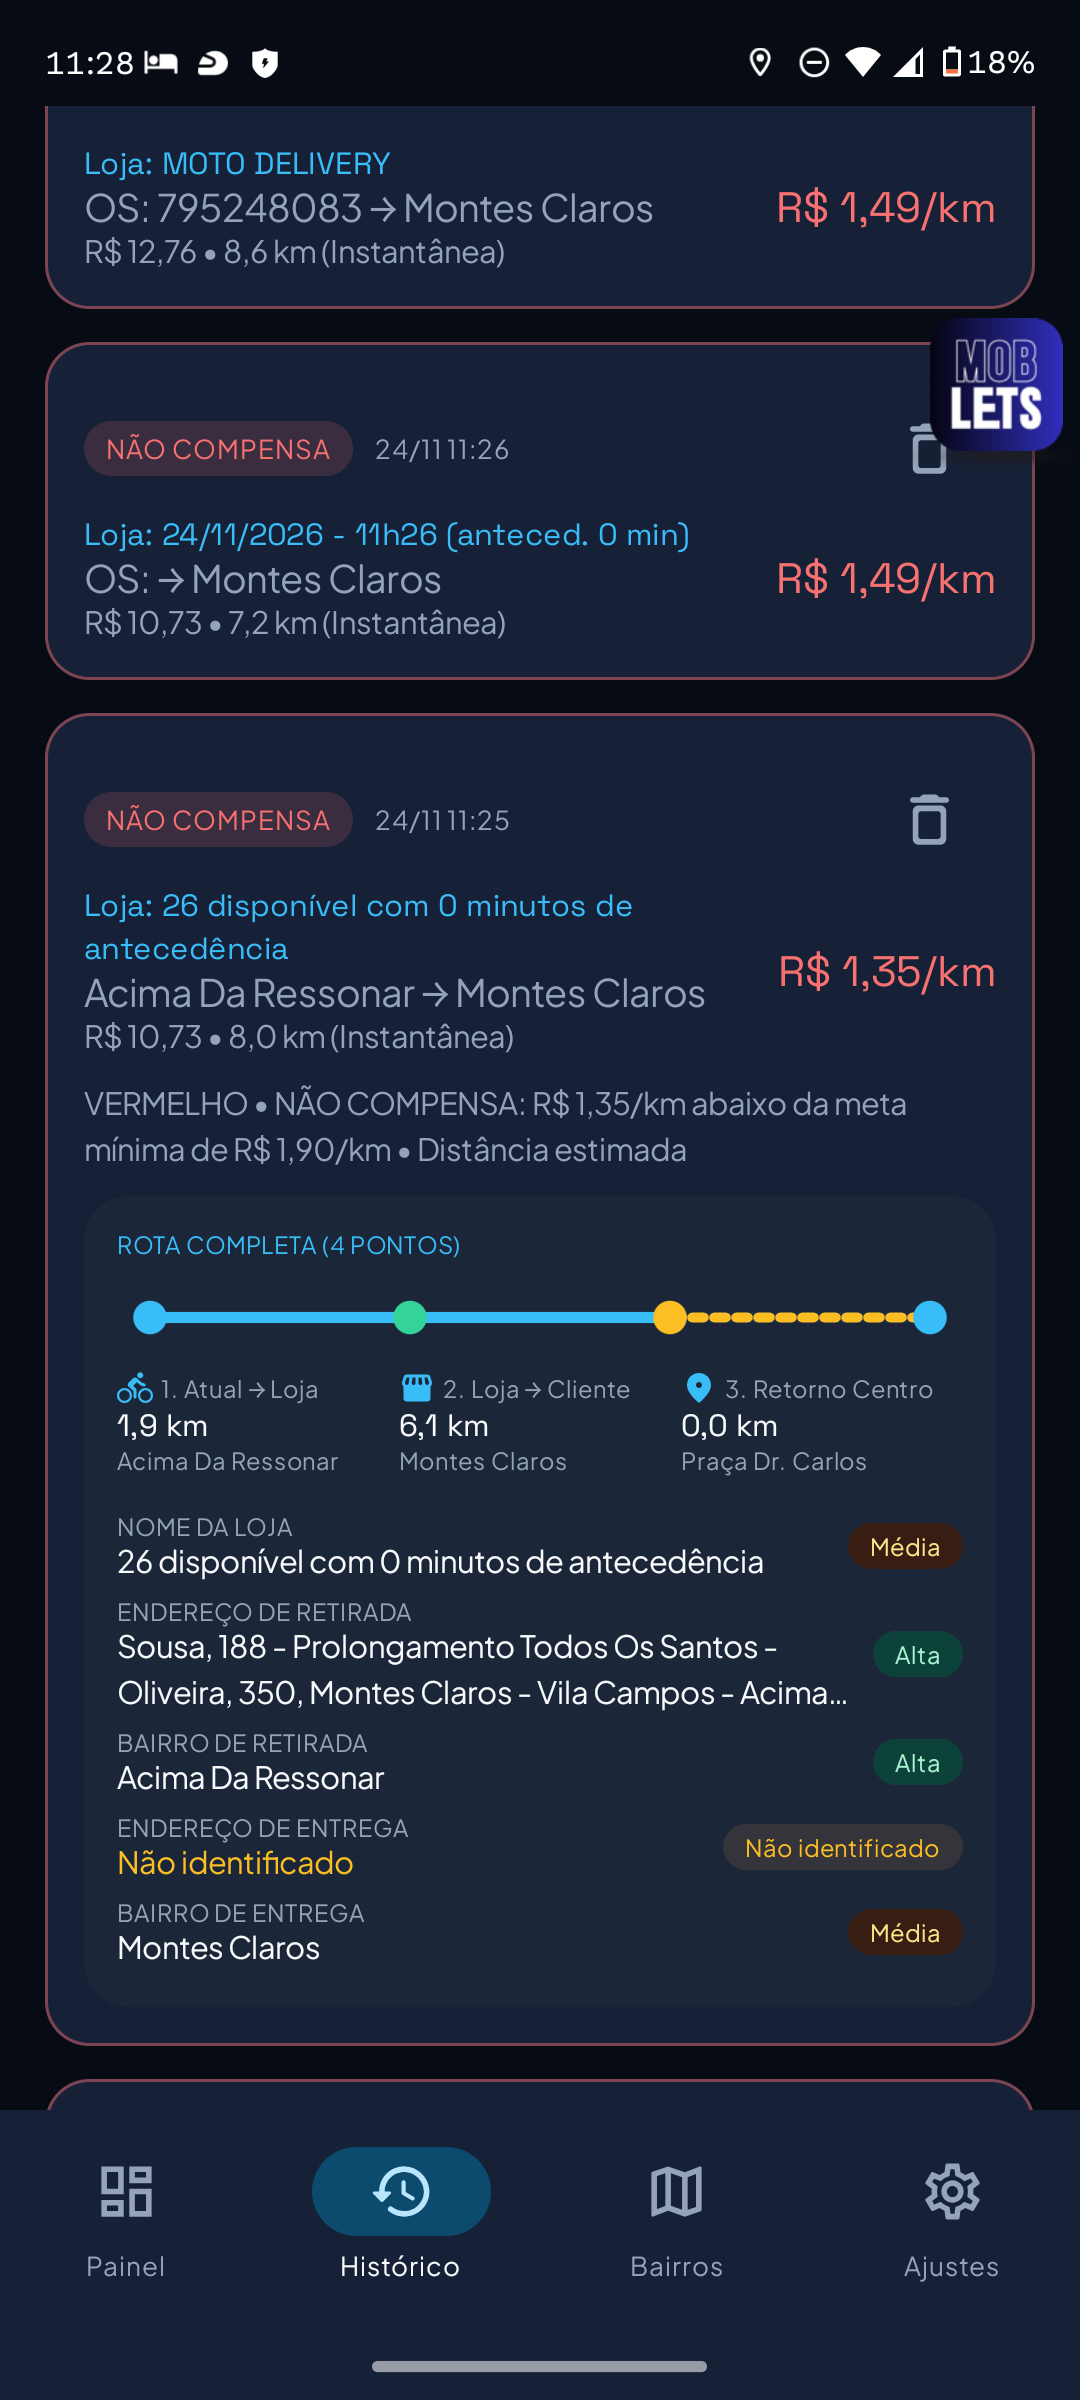 11:28
18%
Loja: MOTO DELIVERY
OS: 795248083 → Montes Claros
R$ 1,49/km
R$ 12,76 • 8,6 km (Instantânea)
MOB
LETS
NÃO COMPENSA
24/11 11:26
Loja: 24/11/2026 - 11h26 (anteced. 0 min)
OS: → Montes Claros
R$ 1,49/km
R$ 10,73 • 7,2 km (Instantânea)
NÃO COMPENSA
24/11 11:25
Loja: 26 disponível com 0 minutos de
antecedência
R$ 1,35/km
Acima Da Ressonar → Montes Claros
R$ 10,73 • 8,0 km (Instantânea)
VERMELHO • NÃO COMPENSA: R$ 1,35/km abaixo da meta
mínima de R$ 1,90/km • Distância estimada
ROTA COMPLETA (4 PONTOS)
1. Atual → Loja
1,9 km
Acima Da Ressonar
2. Loja → Cliente
6,1 km
Montes Claros
3. Retorno Centro
0,0 km
Praça Dr. Carlos
NOME DA LOJA
26 disponível com 0 minutos de antecedência
Média
ENDEREÇO DE RETIRADA
Sousa, 188 - Prolongamento Todos Os Santos -
Oliveira, 350, Montes Claros - Vila Campos - Acima...
Alta
BAIRRO DE RETIRADA
Acima Da Ressonar
Alta
ENDEREÇO DE ENTREGA
Não identificado
Não identificado
BAIRRO DE ENTREGA
Montes Claros
Média
Painel
Histórico
Bairros
Ajustes